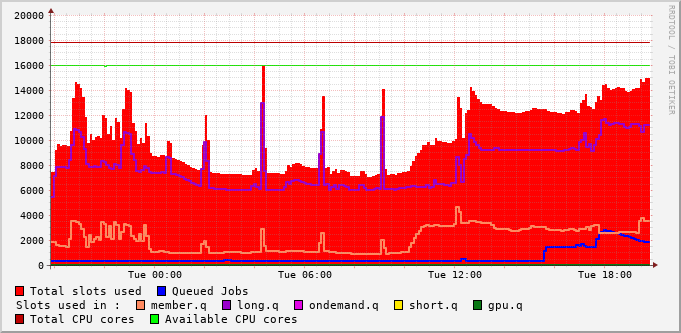 RRDTOOL / TOBI OETIKER
20000
18000
16000
14000
12000
10000
8000
6000
4000
2000
0
Tue 00:00 Tue 06:00 Tue 12:00 Tue 18:00
Total slots used Queued Jobs
Slots used in : member.q long.q ondemand.q short.q gpu.q
Total CPU cores Available CPU cores